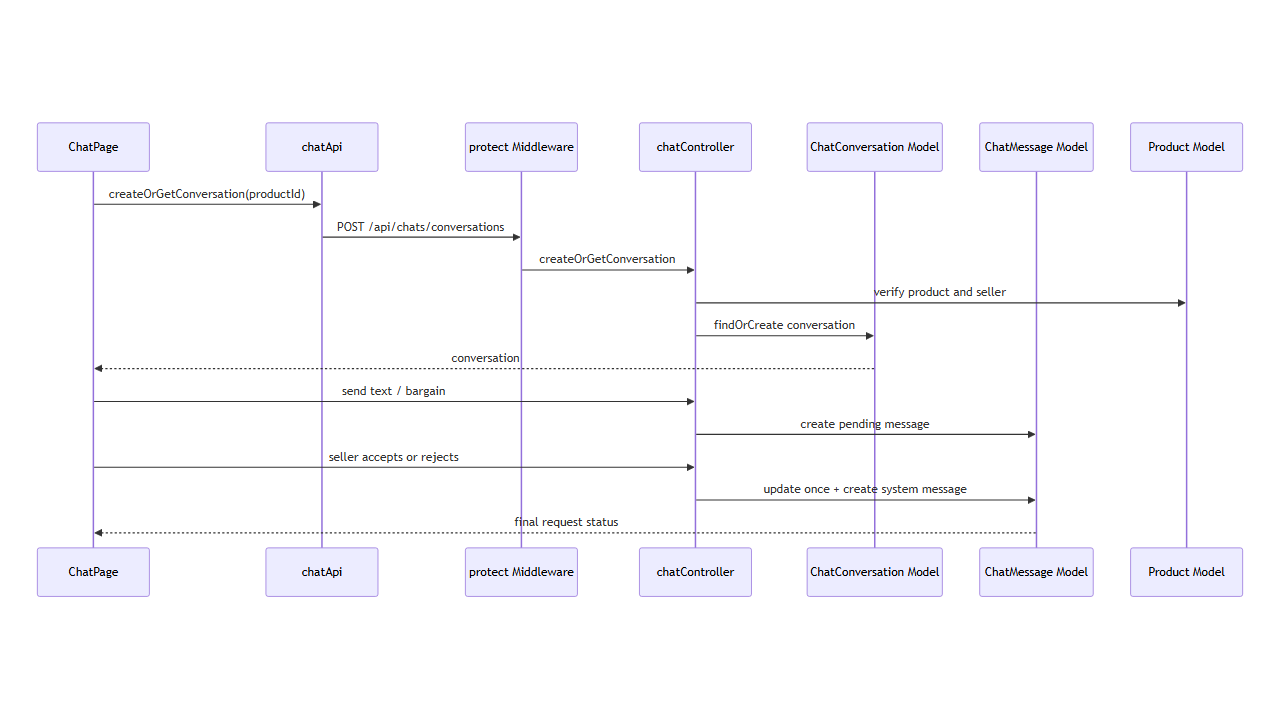 ChatPage
chatApi
protect Middleware
chatController
ChatConversation Model
ChatMessage Model
Product Model
createOrGetConversation(productId)
POST /api/chats/conversations
createOrGetConversation
verify product and seller
findOrCreate conversation
conversation
send text / bargain
create pending message
seller accepts or rejects
update once + create system message
final request status
ChatPage
chatApi
protect Middleware
chatController
ChatConversation Model
ChatMessage Model
Product Model